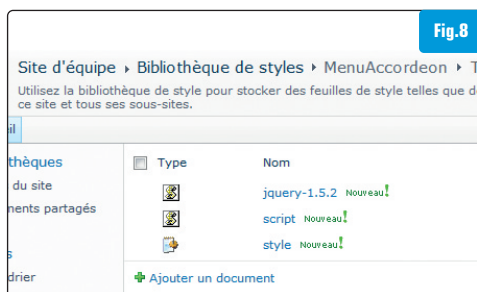 Fig.8
Site d'équipe ▸ Bibliothèque de styles ▸ MenuAccordeon ▸ T
Utilisez la bibliothèque de style pour stocker des feuilles de style telles que d
ce site et tous ses sous-sites.
il
thèques
du site
nents partagés
s
drier
Type Nom
jquery-1.5.2 Nouveau!
script Nouveau!
style Nouveau!
Ajouter un document